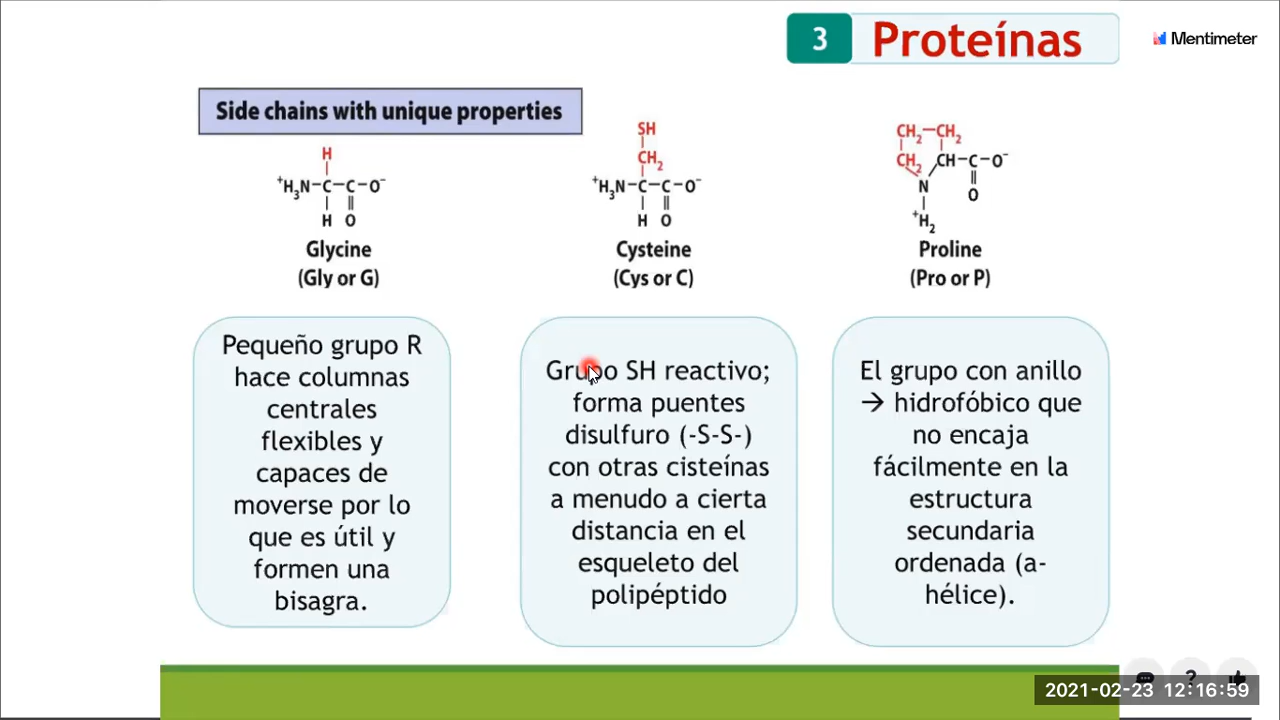 3 Proteínas
Mentimeter
Side chains with unique properties
H
⁺H₃N–C–C–O⁻
H O
Glycine
(Gly or G)
SH
CH₂
⁺H₃N–C–C–O⁻
H O
Cysteine
(Cys or C)
CH₂–CH₂
CH₂ CH–C–O⁻
N O
⁺H₂
Proline
(Pro or P)
Pequeño grupo R
hace columnas
centrales
flexibles y
capaces de
moverse por lo
que es útil y
formen una
bisagra.
Grupo SH reactivo;
forma puentes
disulfuro (-S-S-)
con otras cisteínas
a menudo a cierta
distancia en el
esqueleto del
polipéptido
El grupo con anillo
→ hidrofóbico que
no encaja
fácilmente en la
estructura
secundaria
ordenada (a-
hélice).
?
2021-02-23 12:16:59